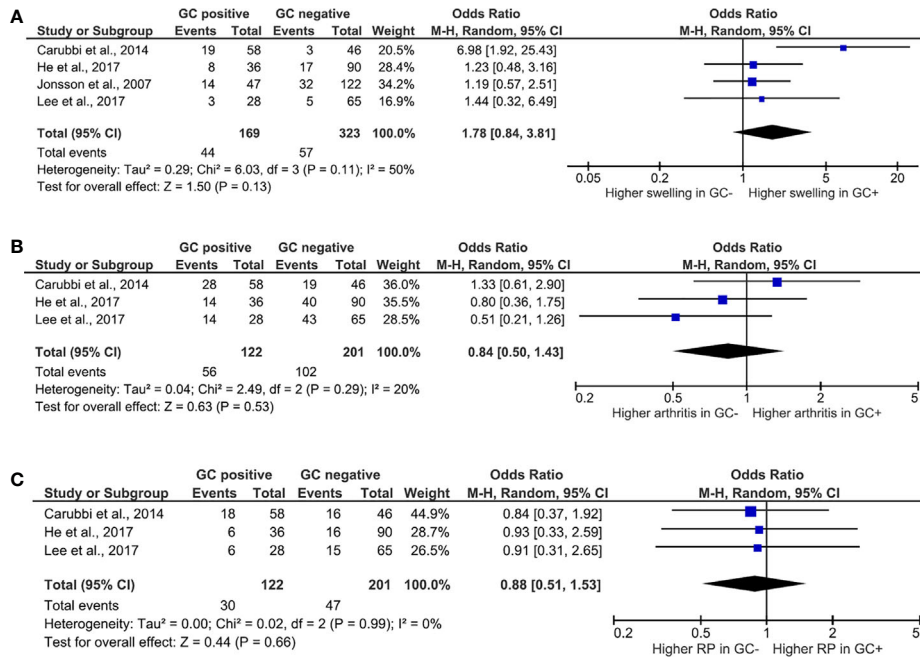 A
GC positive GC negative Odds Ratio Odds Ratio
Study or Subgroup Events Total Events Total Weight M-H, Random, 95% CI M-H, Random, 95% CI
Carubbi et al., 2014 19 58 3 46 20.5% 6.98 [1.92, 25.43]
He et al., 2017 8 36 17 90 28.4% 1.23 [0.48, 3.16]
Jonsson et al., 2007 14 47 32 122 34.2% 1.19 [0.57, 2.51]
Lee et al., 2017 3 28 5 65 16.9% 1.44 [0.32, 6.49]
Total (95% CI) 169 323 100.0% 1.78 [0.84, 3.81]
Total events 44 57
Heterogeneity: Tau² = 0.29; Chi² = 6.03, df = 3 (P = 0.11); I² = 50%
Test for overall effect: Z = 1.50 (P = 0.13)
0.05 0.2 1 5 20
Higher swelling in GC- Higher swelling in GC+
B
GC positive GC negative Odds Ratio Odds Ratio
Study or Subgroup Events Total Events Total Weight M-H, Random, 95% CI M-H, Random, 95% CI
Carubbi et al., 2014 28 58 19 46 36.0% 1.33 [0.61, 2.90]
He et al., 2017 14 36 40 90 35.5% 0.80 [0.36, 1.75]
Lee et al., 2017 14 28 43 65 28.5% 0.51 [0.21, 1.26]
Total (95% CI) 122 201 100.0% 0.84 [0.50, 1.43]
Total events 56 102
Heterogeneity: Tau² = 0.04; Chi² = 2.49, df = 2 (P = 0.29); I² = 20%
Test for overall effect: Z = 0.63 (P = 0.53)
0.2 0.5 1 2 5
Higher arthritis in GC- Higher arthritis in GC+
C
GC positive GC negative Odds Ratio Odds Ratio
Study or Subgroup Events Total Events Total Weight M-H, Random, 95% CI M-H, Random, 95% CI
Carubbi et al., 2014 18 58 16 46 44.9% 0.84 [0.37, 1.92]
He et al., 2017 6 36 16 90 28.7% 0.93 [0.33, 2.59]
Lee et al., 2017 6 28 15 65 26.5% 0.91 [0.31, 2.65]
Total (95% CI) 122 201 100.0% 0.88 [0.51, 1.53]
Total events 30 47
Heterogeneity: Tau² = 0.00; Chi² = 0.02, df = 2 (P = 0.99); I² = 0%
Test for overall effect: Z = 0.44 (P = 0.66)
0.2 0.5 1 2 5
Higher RP in GC- Higher RP in GC+